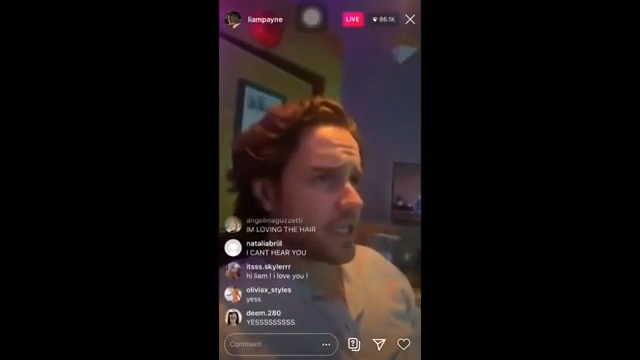 liampayne
LIVE
86.1K
angelinaguzzetti
IM LOVING THE HAIR
nataliabriil
I CANT HEAR YOU
itsss.skylerrr
hi liam ! i love you !
oliviax_styles
yess
deem.280
YESSSSSSSSS
Comment